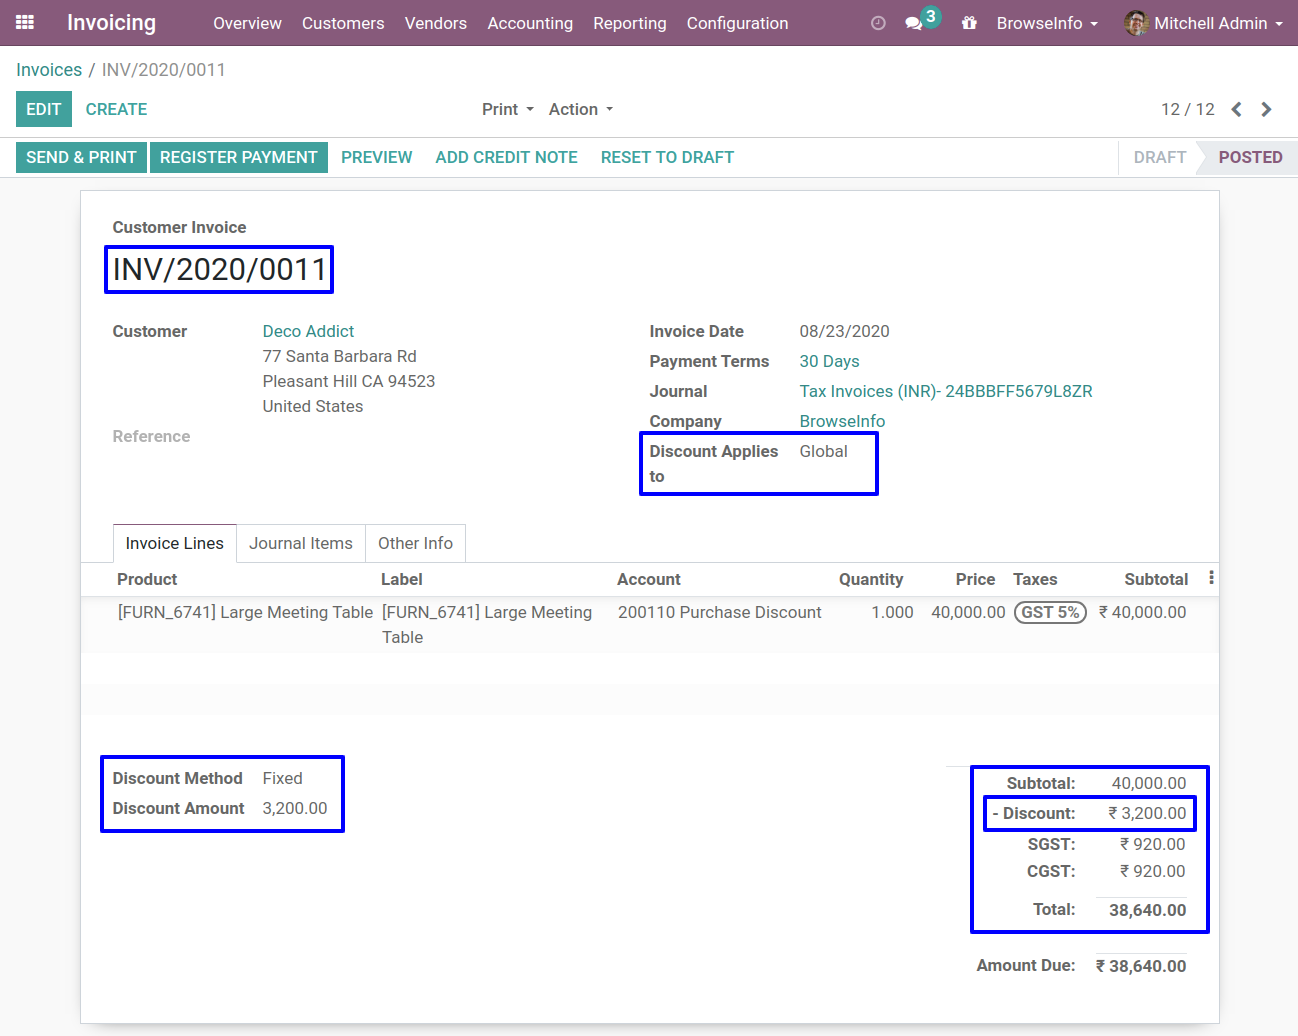 Invoicing Overview Customers Vendors Accounting Reporting Configuration 3 BrowseInfo Mitchell Admin
Invoices / INV/2020/0011
EDIT CREATE Print Action 12 / 12
SEND & PRINT REGISTER PAYMENT PREVIEW ADD CREDIT NOTE RESET TO DRAFT DRAFT POSTED
Customer Invoice
INV/2020/0011
Customer Deco Addict
77 Santa Barbara Rd
Pleasant Hill CA 94523
United States
Reference
Invoice Date 08/23/2020
Payment Terms 30 Days
Journal Tax Invoices (INR)- 24BBBFF5679L8ZR
Company BrowseInfo
Discount Applies Global
to
Invoice Lines Journal Items Other Info
Product Label Account Quantity Price Taxes Subtotal
[FURN_6741] Large Meeting Table [FURN_6741] Large Meeting 200110 Purchase Discount 1.000 40,000.00 GST 5% ₹ 40,000.00
Table
Discount Method Fixed
Discount Amount 3,200.00
Subtotal: 40,000.00
- Discount: ₹ 3,200.00
SGST: ₹ 920.00
CGST: ₹ 920.00
Total: 38,640.00
Amount Due: ₹ 38,640.00